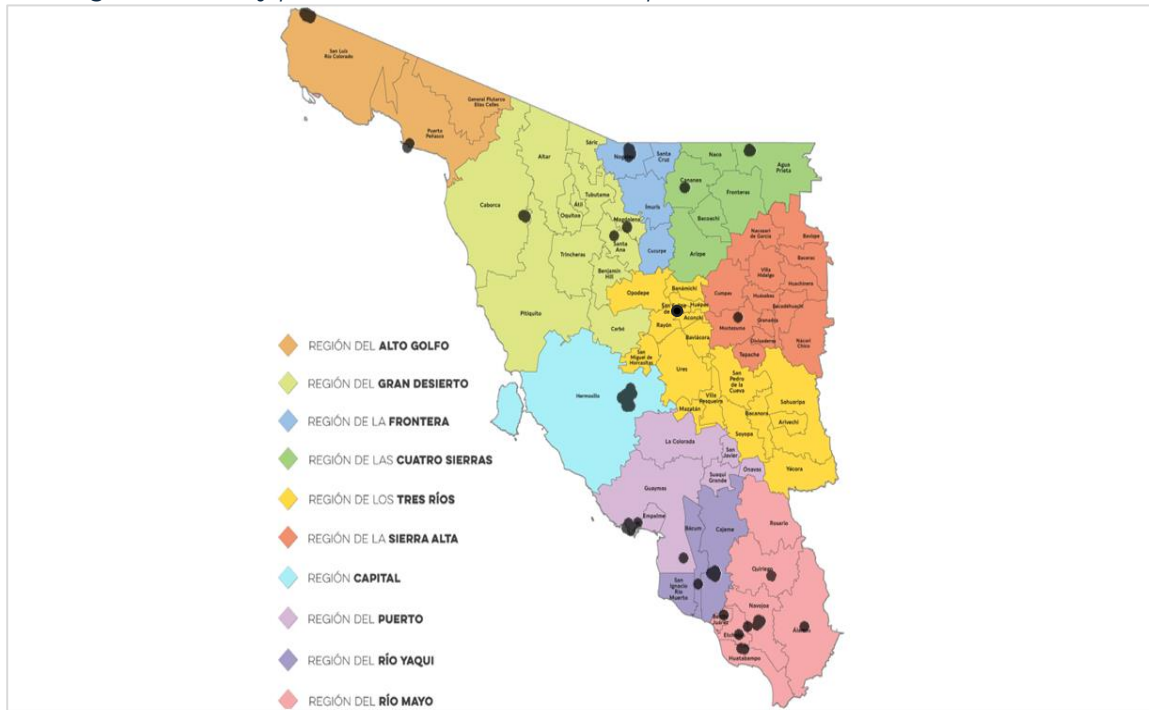 San Luis
Río Colorado
General Plutarco
Elías Calles
Puerto
Peñasco
Caborca
Altar
Sáric
Tubutama
Átil
Oquitoa
Magdalena
Santa
Ana
Trincheras
Benjamín
Hill
Pitiquito
Carbó
Santa
Cruz
Imuris
Cucurpe
Naco
Agua
Prieta
Cananea
Fronteras
Bacoachi
Arizpe
Nacozari
de García
Bavispe
Bacerac
Villa
Hidalgo
Huachinera
Cumpas
Huásabas
Bacadéhuachi
Granados
Moctezuma
Divisaderos
Nácori
Chico
Tepache
Opodepe
Banámichi
Huépac
Aconchi
Rayón
Baviácora
San
Miguel de
Horcasitas
Ures
San
Pedro
de la
Cueva
Villa
Pesqueira
Mazatán
Bacanora
Sahuaripa
Arivechi
Soyopa
Yécora
Hermosillo
La Colorada
San
Javier
Suaqui
Grande
Ónavas
Guaymas
Empalme
Bácum
Cajeme
San
Ignacio
Río
Muerto
Rosario
Navojoa
Huatabampo
REGIÓN DEL ALTO GOLFO
REGIÓN DEL GRAN DESIERTO
REGIÓN DE LA FRONTERA
REGIÓN DE LAS CUATRO SIERRAS
REGIÓN DE LOS TRES RÍOS
REGIÓN DE LA SIERRA ALTA
REGIÓN CAPITAL
REGIÓN DEL PUERTO
REGIÓN DEL RÍO YAQUI
REGIÓN DEL RÍO MAYO